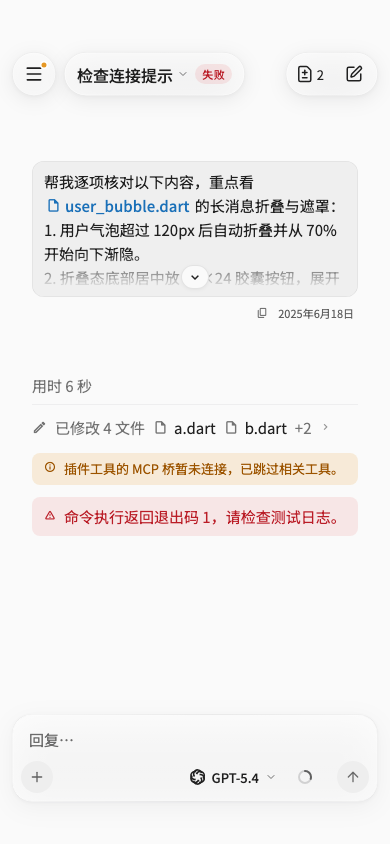 检查连接提示
失败
2
帮我逐项核对以下内容，重点看
user_bubble.dart 的长消息折叠与遮罩：
1. 用户气泡超过 120px 后自动折叠并从 70%
开始向下渐隐。
2. 折叠态底部居中放 ×24 胶囊按钮，展开
2025年6月18日
用时 6 秒
已修改 4 文件 a.dart b.dart +2
插件工具的 MCP 桥暂未连接，已跳过相关工具。
命令执行返回退出码 1，请检查测试日志。
回复…
GPT-5.4